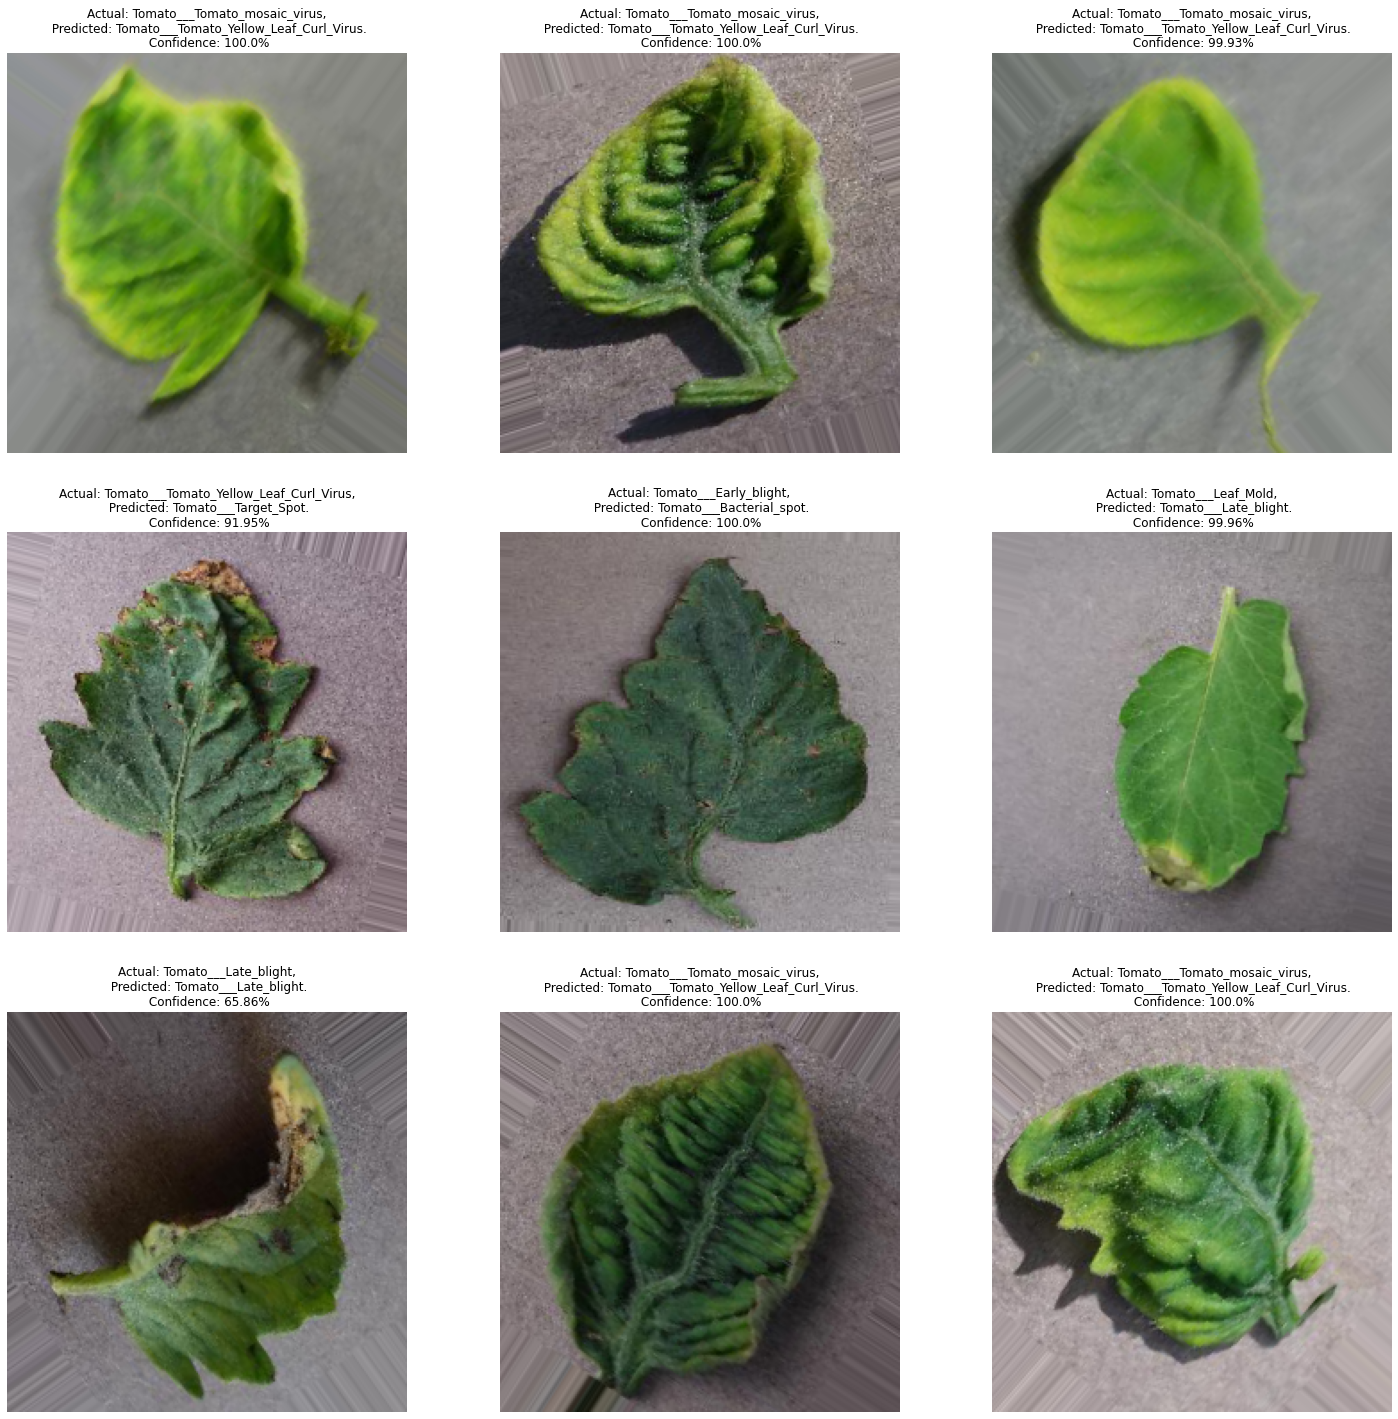 Actual: Tomato___Tomato_mosaic_virus,
Predicted: Tomato___Tomato_Yellow_Leaf_Curl_Virus.
Confidence: 100.0%
Actual: Tomato___Tomato_mosaic_virus,
Predicted: Tomato___Tomato_Yellow_Leaf_Curl_Virus.
Confidence: 100.0%
Actual: Tomato___Tomato_mosaic_virus,
Predicted: Tomato___Tomato_Yellow_Leaf_Curl_Virus.
Confidence: 99.93%
Actual: Tomato___Tomato_Yellow_Leaf_Curl_Virus,
Predicted: Tomato___Target_Spot.
Confidence: 91.95%
Actual: Tomato___Early_blight,
Predicted: Tomato___Bacterial_spot.
Confidence: 100.0%
Actual: Tomato___Leaf_Mold,
Predicted: Tomato___Late_blight.
Confidence: 99.96%
Actual: Tomato___Late_blight,
Predicted: Tomato___Late_blight.
Confidence: 65.86%
Actual: Tomato___Tomato_mosaic_virus,
Predicted: Tomato___Tomato_Yellow_Leaf_Curl_Virus.
Confidence: 100.0%
Actual: Tomato___Tomato_mosaic_virus,
Predicted: Tomato___Tomato_Yellow_Leaf_Curl_Virus.
Confidence: 100.0%